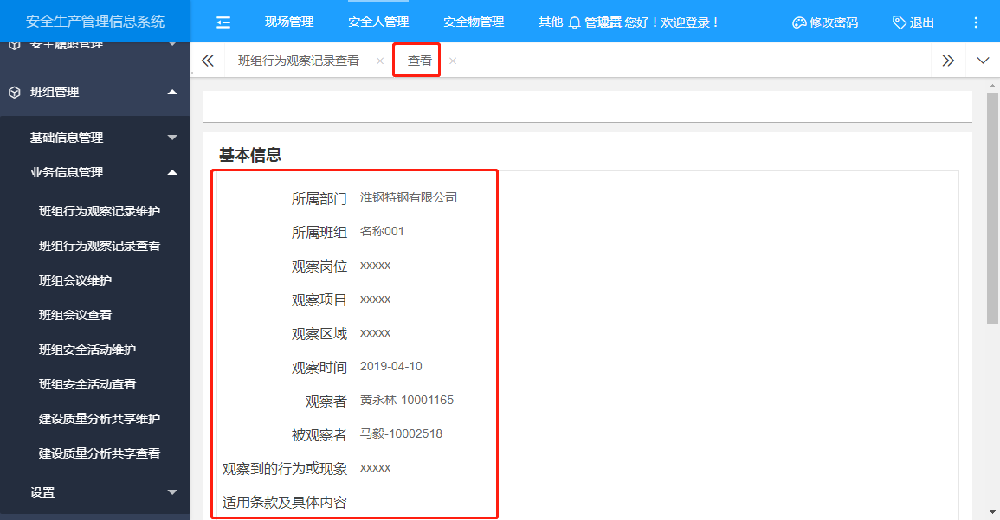 安全生产管理信息系统
现场管理
安全人管理
安全物管理
其他
您好！欢迎登录！
修改密码
退出
安全履职管理
班组管理
基础信息管理
业务信息管理
班组行为观察记录维护
班组行为观察记录查看
班组会议维护
班组会议查看
班组安全活动维护
班组安全活动查看
建设质量分析共享维护
建设质量分析共享查看
设置
班组行为观察记录查看
查看
基本信息
所属部门 淮钢特钢有限公司
所属班组 名称001
观察岗位 xxxxx
观察项目 xxxxx
观察区域 xxxxx
观察时间 2019-04-10
观察者 黄永林-10001165
被观察者 马毅-10002518
观察到的行为或现象 xxxxx
适用条款及具体内容